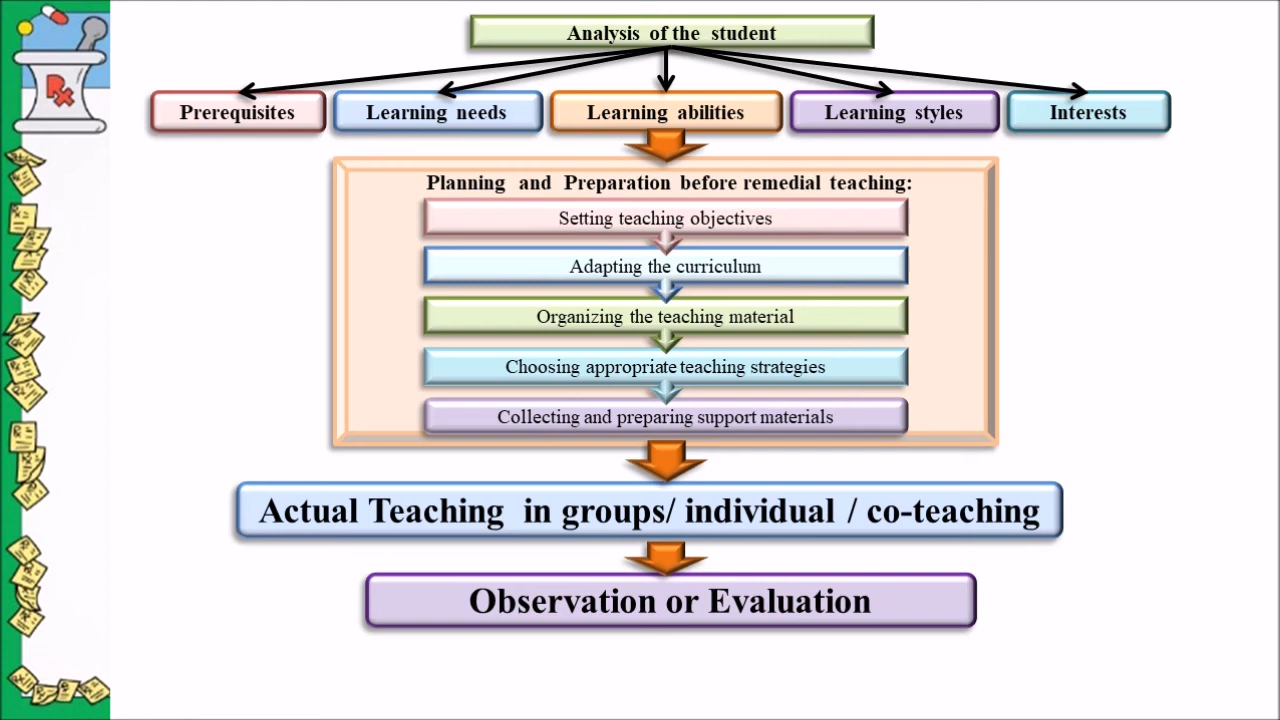 Analysis of the student
Prerequisites
Learning needs
Learning abilities
Learning styles
Interests
Planning and Preparation before remedial teaching:
Setting teaching objectives
Adapting the curriculum
Organizing the teaching material
Choosing appropriate teaching strategies
Collecting and preparing support materials
Actual Teaching in groups/ individual / co-teaching
Observation or Evaluation